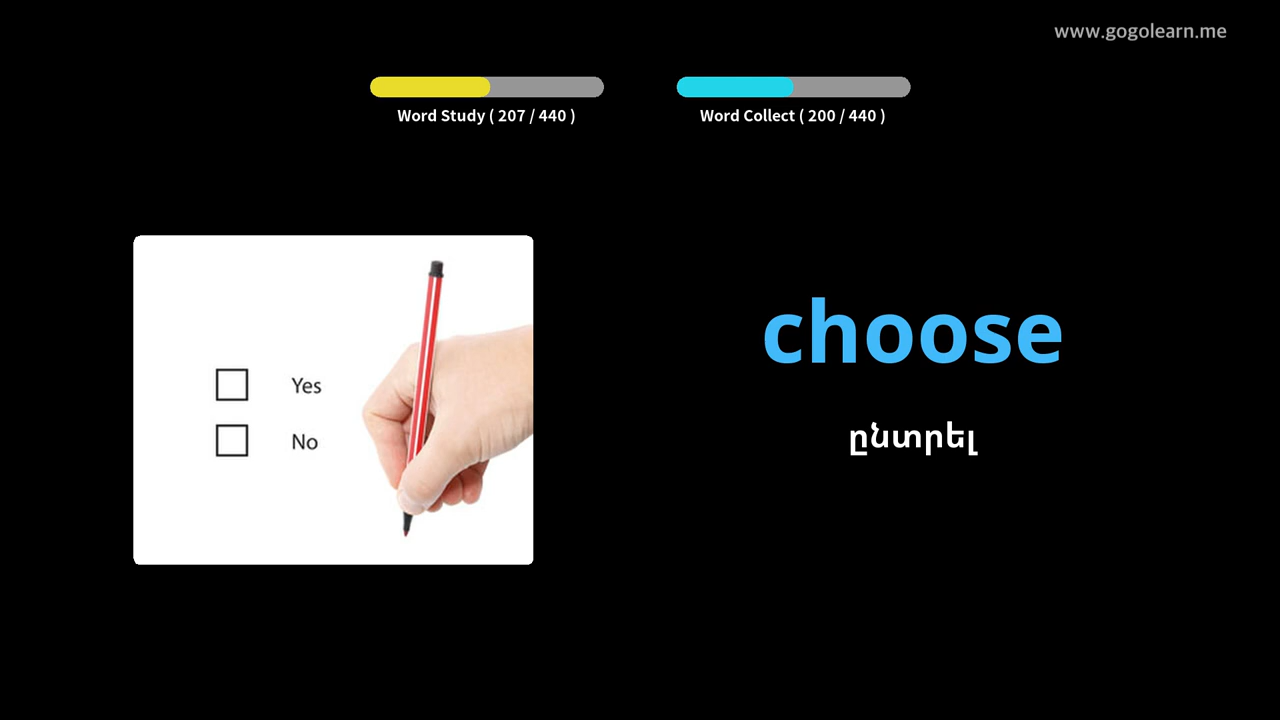 www.gogolearn.me
Word Study ( 207 / 440 )
Word Collect ( 200 / 440 )
Yes
No
choose
ընտրել